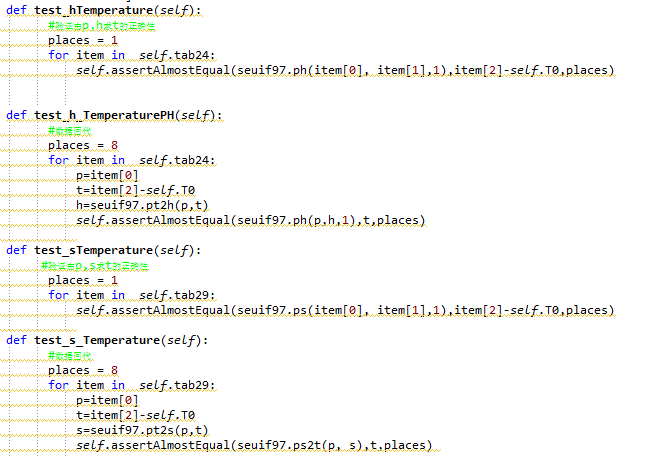 def test_hTemperature(self):
#验证由p,h求t的正确性
places = 1
for item in self.tab24:
self.assertAlmostEqual(seuif97.ph(item[0], item[1],1),item[2]-self.T0,places)
def test_h_TemperaturePH(self):
#数据回代
places = 8
for item in self.tab24:
p=item[0]
t=item[2]-self.T0
h=seuif97.pt2h(p,t)
self.assertAlmostEqual(seuif97.ph(p,h,1),t,places)
def test_sTemperature(self):
#验证由p,s求t的正确性
places = 1
for item in self.tab29:
self.assertAlmostEqual(seuif97.ps(item[0], item[1],1),item[2]-self.T0,places)
def test_s_Temperature(self):
#数据回代
places = 8
for item in self.tab29:
p=item[0]
t=item[2]-self.T0
s=seuif97.pt2s(p,t)
self.assertAlmostEqual(seuif97.ps2t(p, s),t,places)